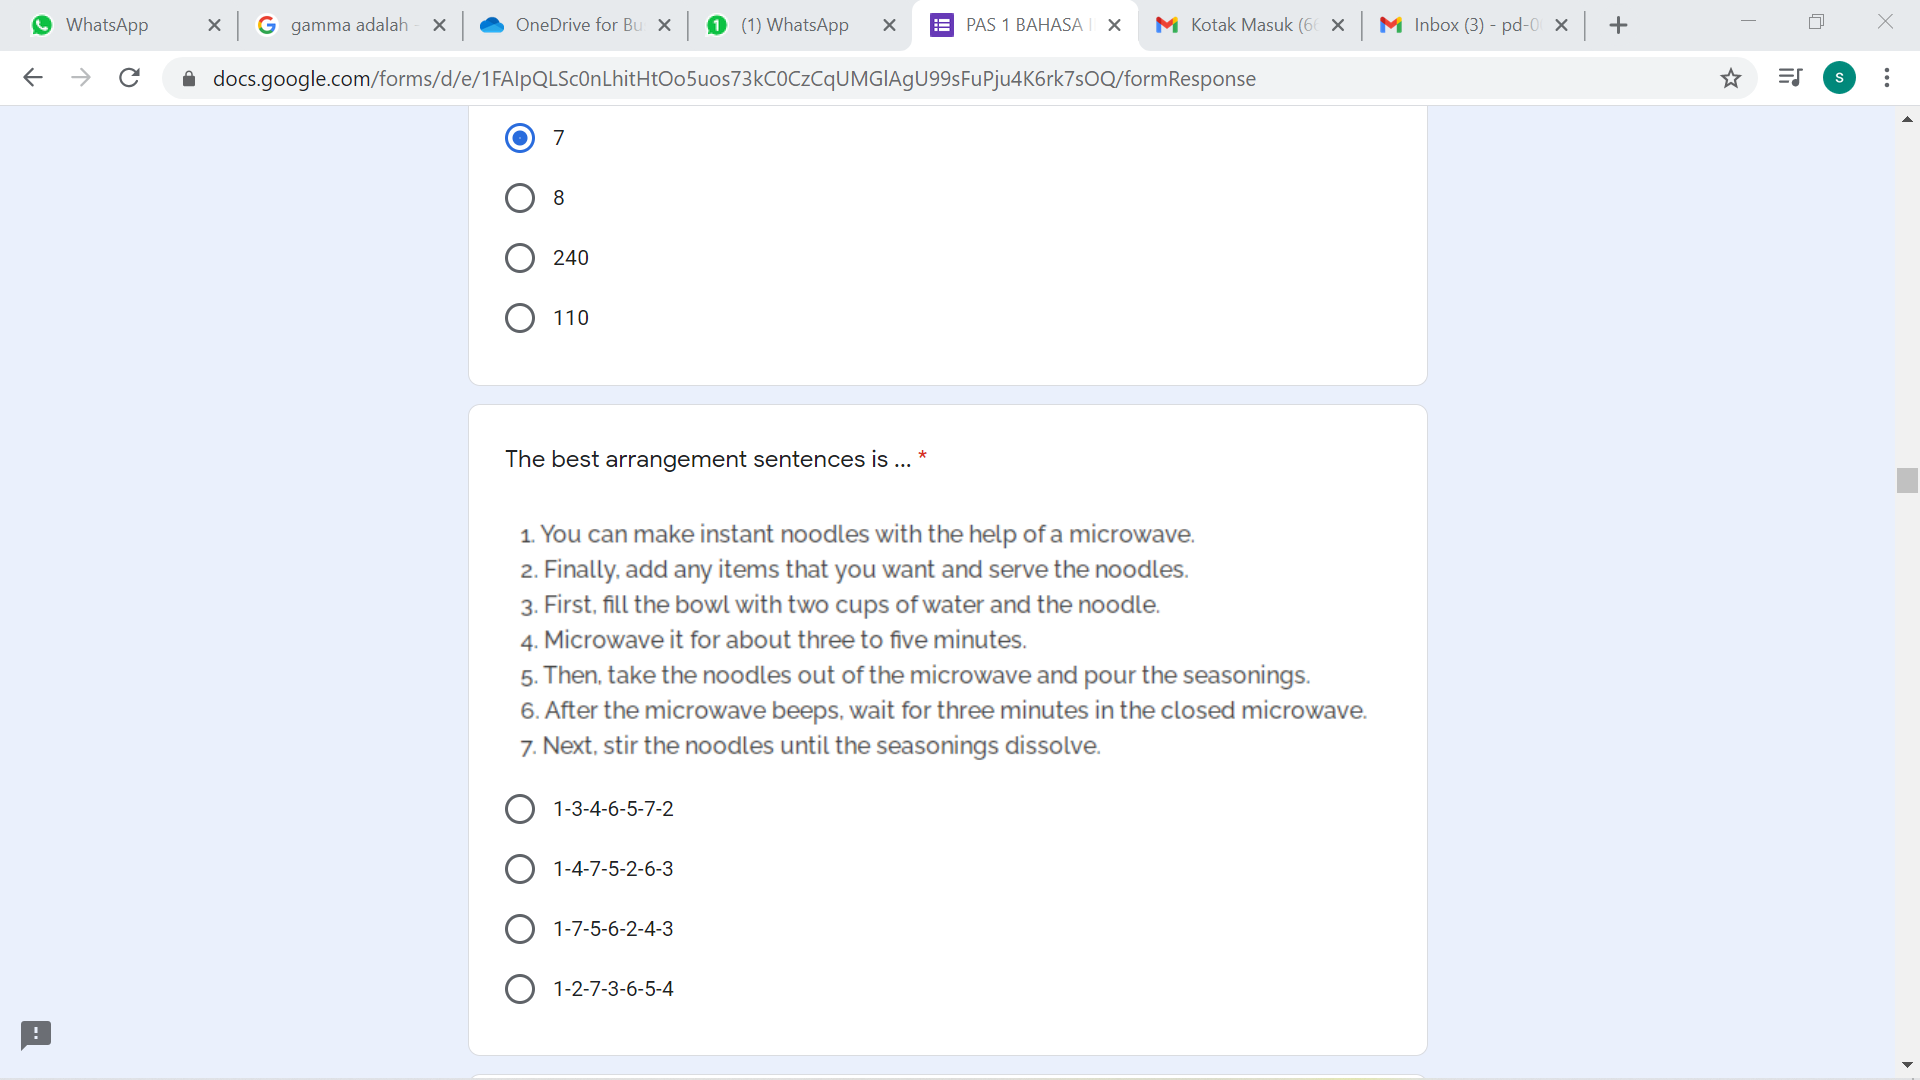 WhatsApp
gamma adalah -
OneDrive for Bu
1 (1) WhatsApp
PAS 1 BAHASA I
Kotak Masuk (6
Inbox (3) - pd-0
docs.google.com/forms/d/e/1FAIpQLSc0nLhitHtOo5uos73kC0CzCqUMGlAgU99sFuPju4K6rk7sOQ/formResponse
S
7
8
240
110
The best arrangement sentences is ... *
1. You can make instant noodles with the help of a microwave.
2. Finally, add any items that you want and serve the noodles.
3. First, fill the bowl with two cups of water and the noodle.
4. Microwave it for about three to five minutes.
5. Then, take the noodles out of the microwave and pour the seasonings.
6. After the microwave beeps, wait for three minutes in the closed microwave.
7. Next, stir the noodles until the seasonings dissolve.
1-3-4-6-5-7-2
1-4-7-5-2-6-3
1-7-5-6-2-4-3
1-2-7-3-6-5-4